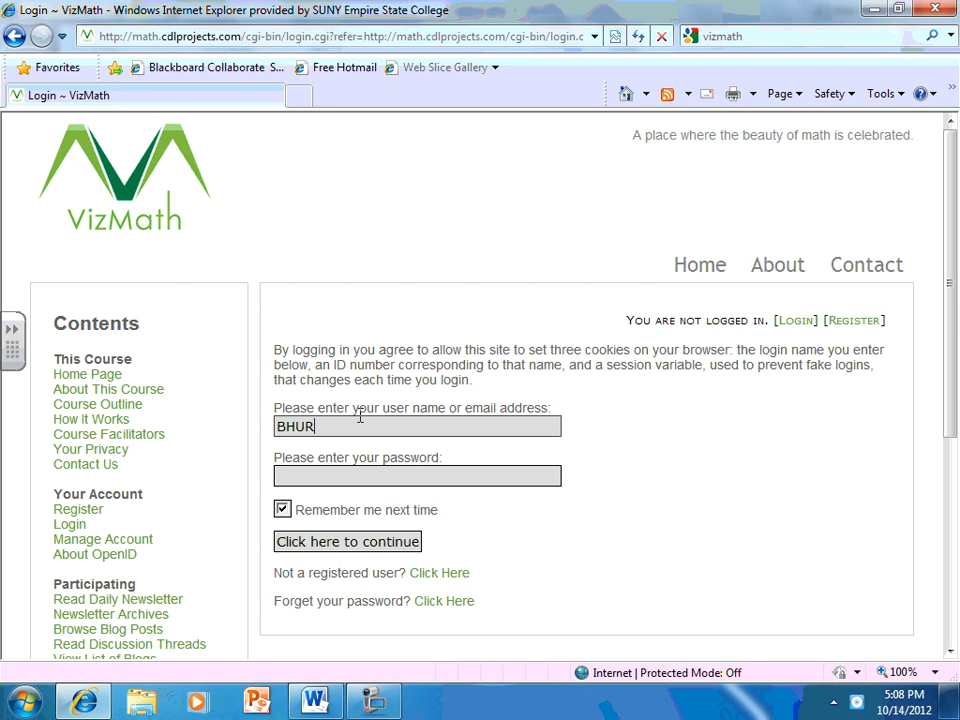 Login ~ VizMath - Windows Internet Explorer provided by SUNY Empire State College
http://math.cdlprojects.com/cgi-bin/login.cgi?refer=http://math.cdlprojects.com/cgi-bin/login.c
vizmath
Favorites
Blackboard Collaborate S...
Free Hotmail
Web Slice Gallery
Login ~ VizMath
Page
Safety
Tools
A place where the beauty of math is celebrated.
VizMath
Home About Contact
Contents
This Course
Home Page
About This Course
Course Outline
How It Works
Course Facilitators
Your Privacy
Contact Us
Your Account
Register
Login
Manage Account
About OpenID
Participating
Read Daily Newsletter
Newsletter Archives
Browse Blog Posts
Read Discussion Threads
View List of Blogs
You are not logged in. [Login] [Register]
By logging in you agree to allow this site to set three cookies on your browser: the login name you enter
below, an ID number corresponding to that name, and a session variable, used to prevent fake logins,
that changes each time you login.
Please enter your user name or email address:
BHUR
Please enter your password:
Remember me next time
Click here to continue
Not a registered user? Click Here
Forget your password? Click Here
Internet | Protected Mode: Off
100%
5:08 PM
10/14/2012